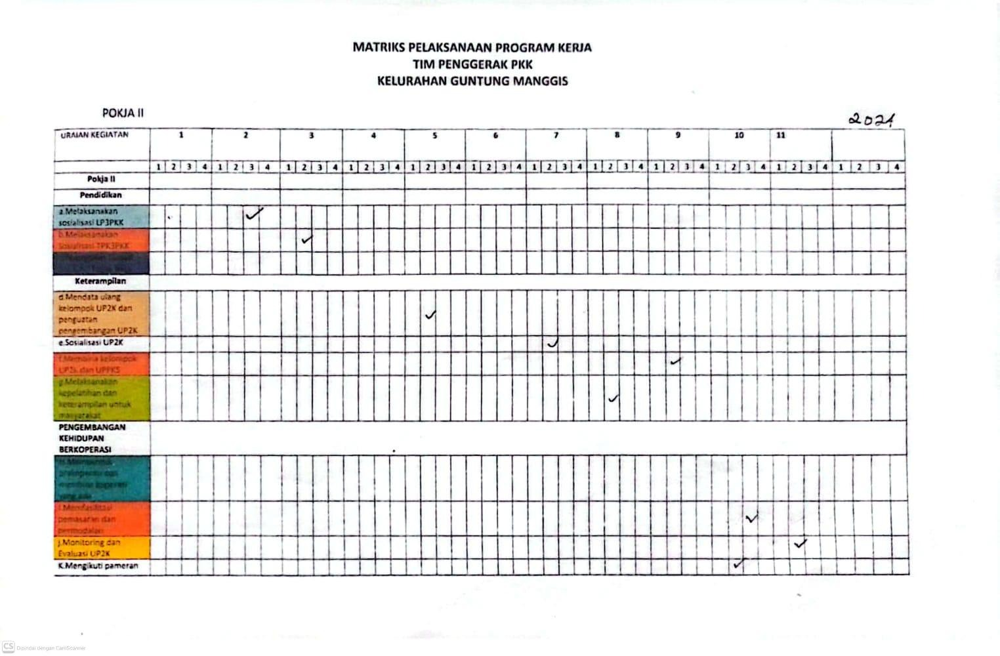 MATRIKS PELAKSANAAN PROGRAM KERJA
TIM PENGGERAK PKK
KELURAHAN GUNTUNG MANGGIS
POKJA II
2021
URAIAN KEGIATAN 1 2 3 4 5 6 7 8 9 10 11
1 2 3 4 1 2 3 4 1 2 3 4 1 2 3 4 1 2 3 4 1 2 3 4 1 2 3 4 1 2 3 4 1 2 3 4 1 2 3 4 1 2 3 4 1 2 3 4
Pokja II
Pendidikan
a.Melaksanakan
sosialisasi LP3PKK
✓
b.Melaksanakan
Sosialisasi TPK3PKK
✓
Keterampilan
d.Mendata ulang
kelompok UP2K dan
penguatan
pengembangan UP2K
✓
e.Sosialisasi UP2K
✓
f.Membina kelompok
UP2k dan UPPKS
✓
g.Melaksanakan
kepelatihan dan
keterampilan untuk
masyarakat
✓
PENGEMBANGAN
KEHIDUPAN
BERKOPERASI
i.Memfasilitasi
pemasaran dan
permodalan
✓
j.Monitoring dan
Evaluasi UP2K
✓
K.Mengikuti pameran
✓
CS Dipindai dengan CamScanner